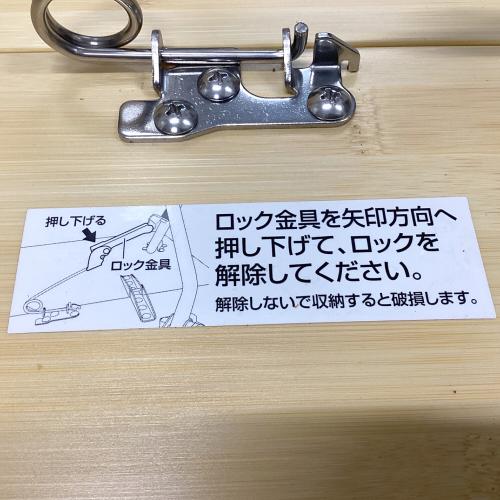 押し下げる
ロック金具
ロック金具を矢印方向へ
押し下げて、ロックを
解除してください。
解除しないで収納すると破損します。